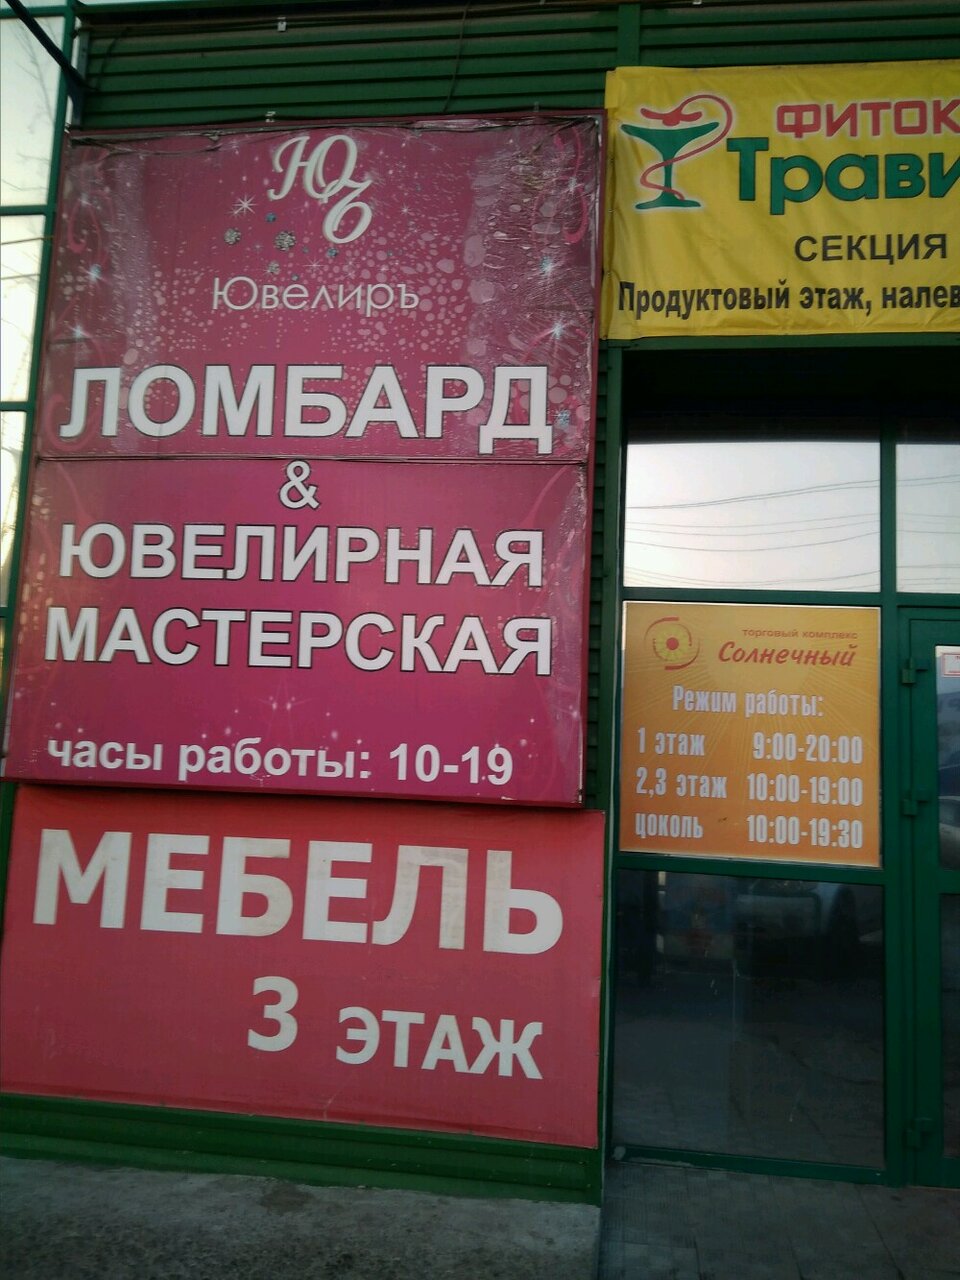 ЮЪ
Ювелиръ
ЛОМБАРД
&
ЮВЕЛИРНАЯ
МАСТЕРСКАЯ
часы работы: 10-19
МЕБЕЛЬ
3 ЭТАЖ
ФИТОК
Трави
СЕКЦИЯ
Продуктовый этаж, налев
торговый комплекс
Солнечный
Режим работы:
1 этаж 9:00-20:00
2,3 этаж 10:00-19:00
цоколь 10:00-19:30